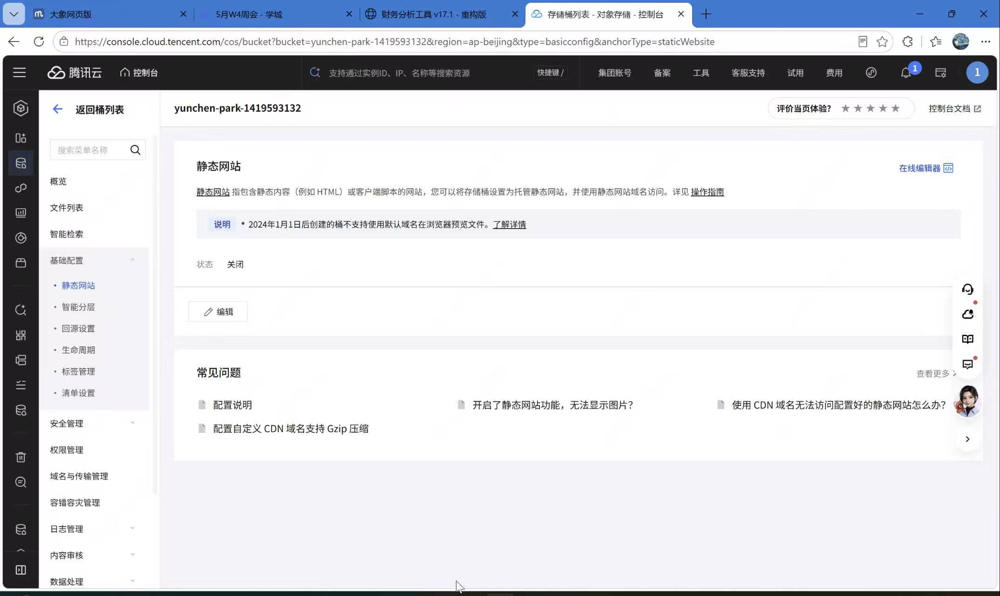 大象网页版
5月W4周会 - 学城
财务分析工具 v17.1 - 重构版
存储桶列表 - 对象存储 - 控制台
https://console.cloud.tencent.com/cos/bucket?bucket=yunchen-park-1419593132&region=ap-beijing&type=basicconfig&anchorType=staticWebsite
腾讯云
控制台
支持通过实例ID、IP、名称等搜索资源
快捷键 /
集团账号
备案
工具
客服支持
试用
费用
1
1
返回桶列表
yunchen-park-1419593132
评价当页体验?
控制台文档
搜索菜单名称
概览
文件列表
智能检索
基础配置
• 静态网站
• 智能分层
• 回源设置
• 生命周期
• 标签管理
• 清单设置
安全管理
权限管理
域名与传输管理
容错容灾管理
日志管理
内容审核
数据处理
静态网站
在线编辑器
静态网站 指包含静态内容（例如 HTML）或客户端脚本的网站，您可以将存储桶设置为托管静态网站，并使用静态网站域名访问。详见 操作指南
说明 • 2024年1月1日后创建的桶不支持使用默认域名在浏览器预览文件。了解详情
状态 关闭
编辑
常见问题
查看更多
配置说明
开启了静态网站功能，无法显示图片？
使用 CDN 域名无法访问配置好的静态网站怎么办？
配置自定义 CDN 域名支持 Gzip 压缩